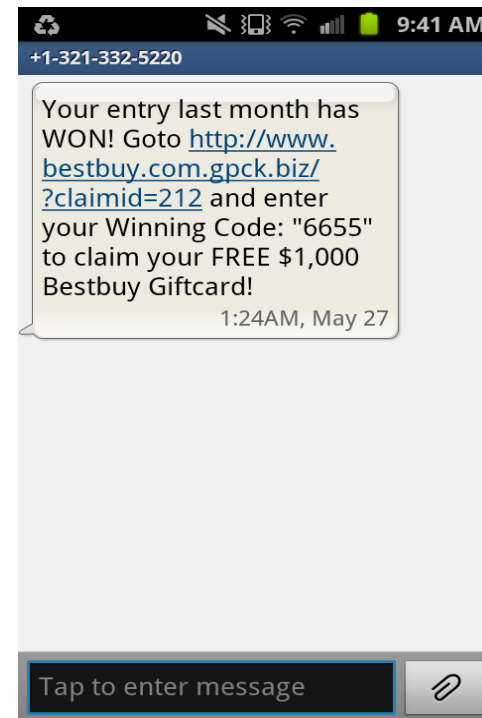 9:41 AM
+1-321-332-5220
Your entry last month has
WON! Goto http://www.
bestbuy.com.gpck.biz/
?claimid=212 and enter
your Winning Code: "6655"
to claim your FREE $1,000
Bestbuy Giftcard!
1:24AM, May 27
Tap to enter message